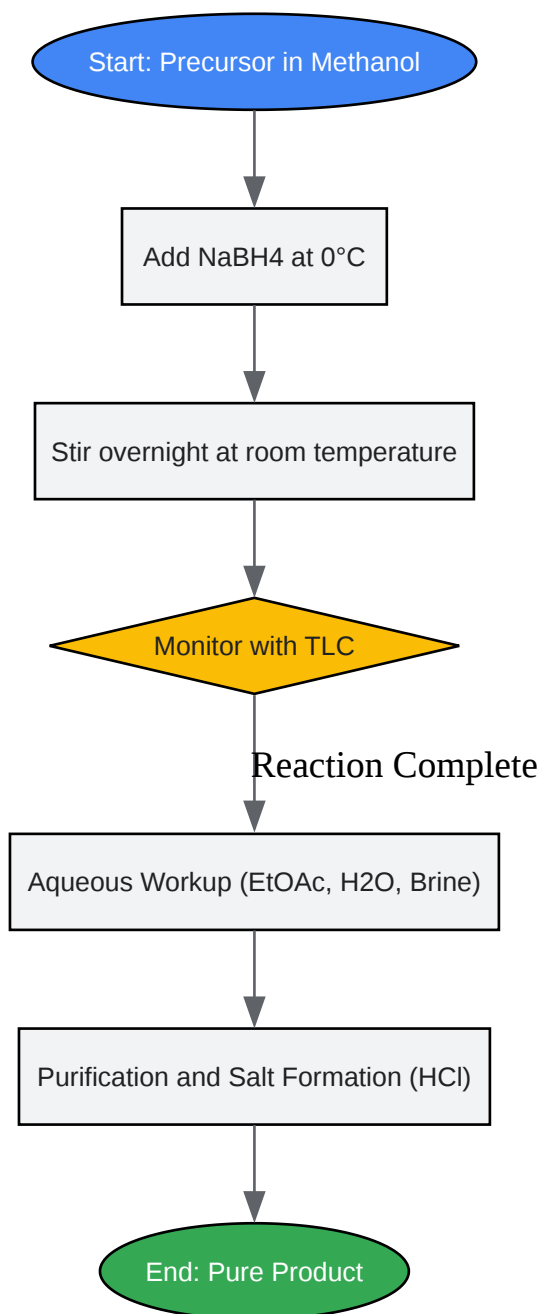 Start: Precursor in Methanol
Add NaBH4 at 0°C
Stir overnight at room temperature
Monitor with TLC
Reaction Complete
Aqueous Workup (EtOAc, H2O, Brine)
Purification and Salt Formation (HCl)
End: Pure Product